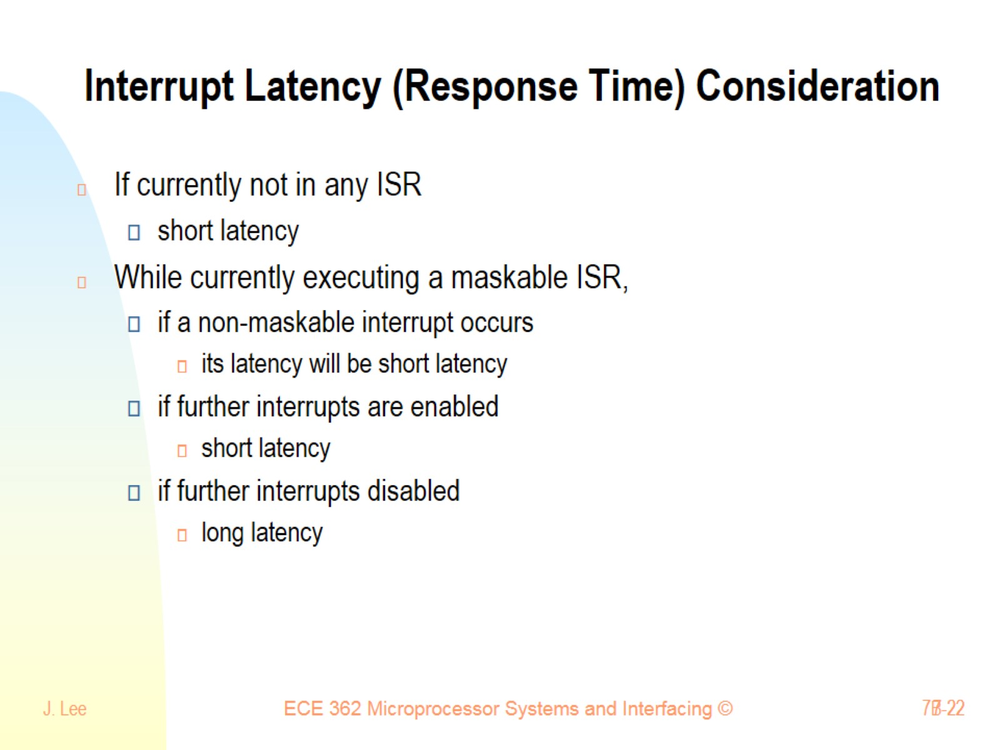 Interrupt Latency (Response Time) Consideration
If currently not in any ISR
short latency
While currently executing a maskable ISR,
if a non-maskable interrupt occurs
its latency will be short latency
if further interrupts are enabled
short latency
if further interrupts disabled
long latency
J. Lee
ECE 362 Microprocessor Systems and Interfacing ©